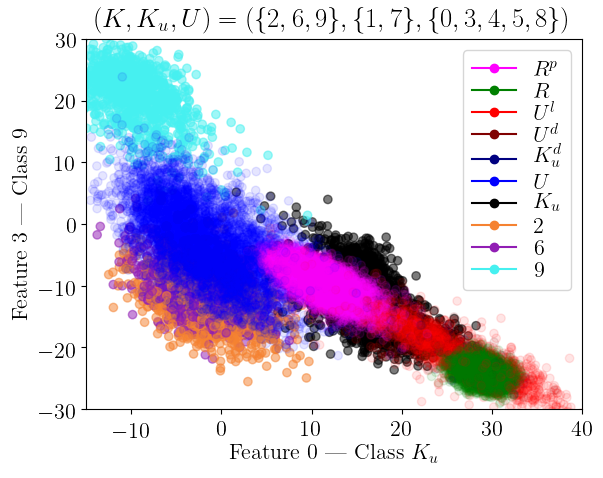 (K, K_u, U) = ({2, 6, 9}, {1, 7}, {0, 3, 4, 5, 8})
30
20
10
0
−10
−20
−30
Feature 3 — Class 9
R^p
R
U^l
U^d
K_u^d
U
K_u
2
6
9
−10
0
10
20
30
40
Feature 0 — Class K_u